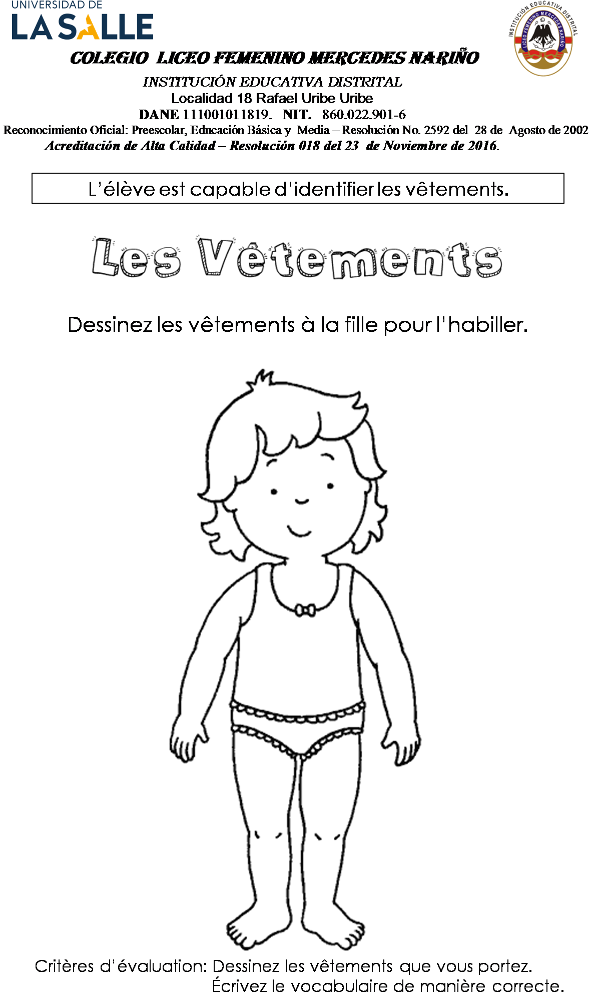 UNIVERSIDAD DE
LA SALLE
INSTITUCIÓN EDUCATIVA DISTRITAL
LICEO FEMENINO MERCEDES NARIÑO
COLEGIO LICEO FEMENINO MERCEDES NARIÑO
INSTITUCIÓN EDUCATIVA DISTRITAL
Localidad 18 Rafael Uribe Uribe
DANE 111001011819. NIT. 860.022.901-6
Reconocimiento Oficial: Preescolar, Educación Básica y Media – Resolución No. 2592 del 28 de Agosto de 2002
Acreditación de Alta Calidad – Resolución 018 del 23 de Noviembre de 2016.
L’élève est capable d’identifier les vêtements.
Les Vêtements
Dessinez les vêtements à la fille pour l’habiller.
Critères d’évaluation: Dessinez les vêtements que vous portez.
Écrivez le vocabulaire de manière correcte.